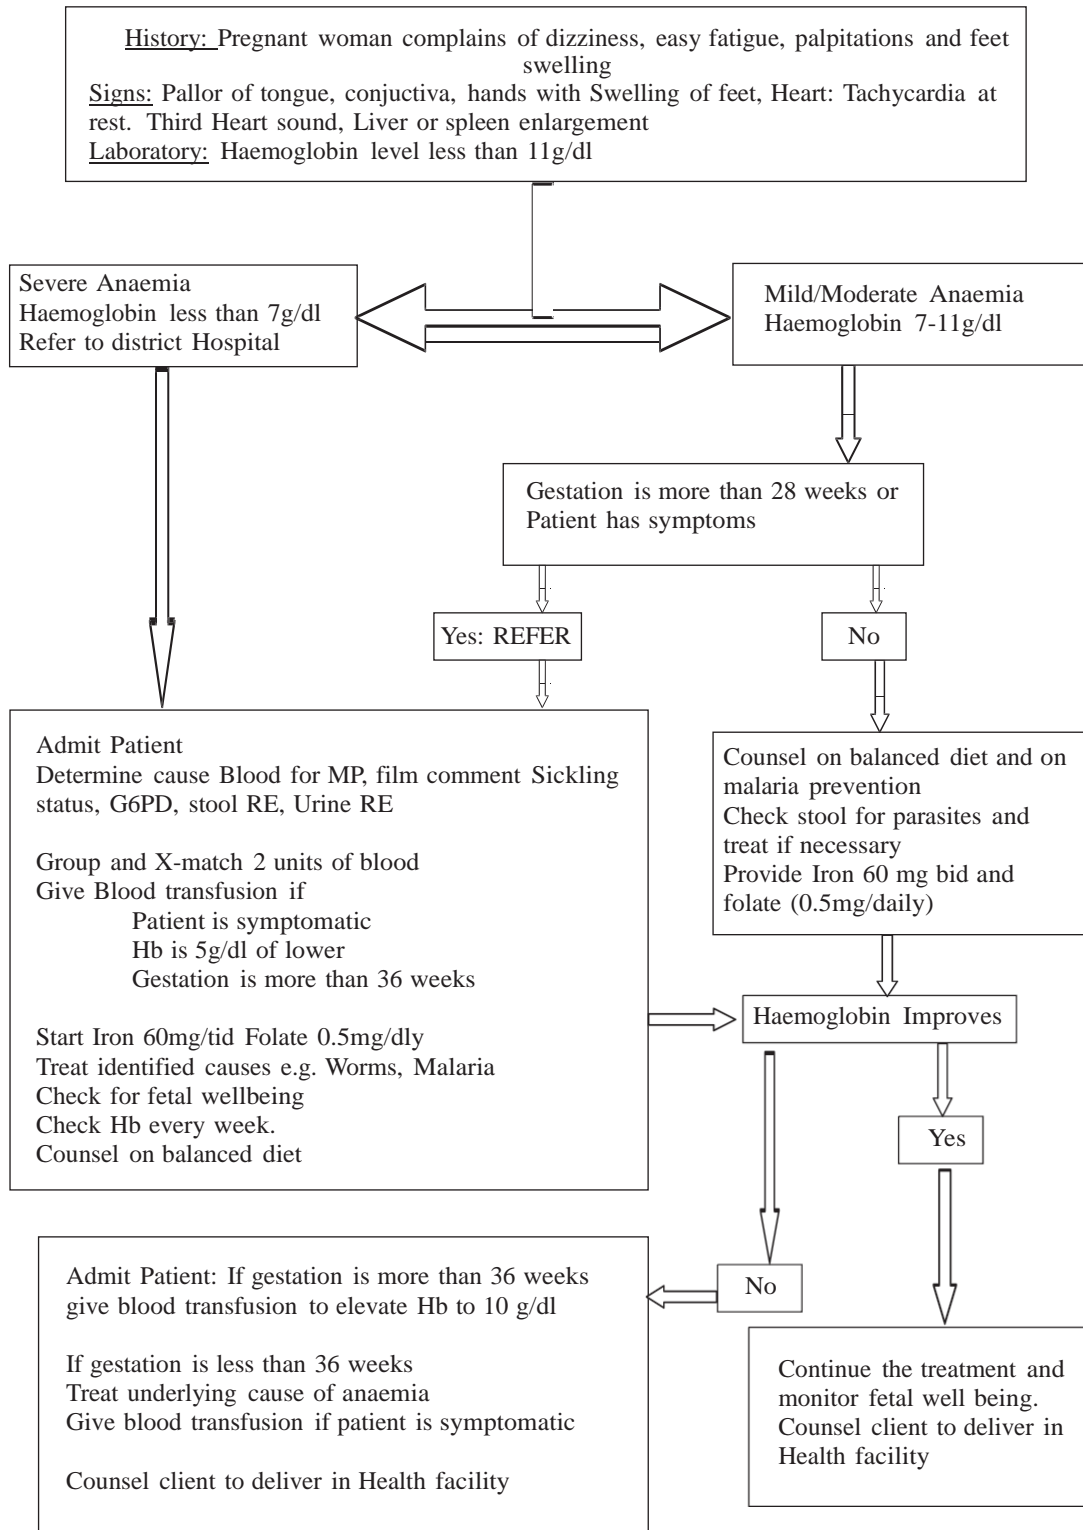 History: Pregnant woman complains of dizziness, easy fatigue, palpitations and feet
swelling
Signs: Pallor of tongue, conjuctiva, hands with Swelling of feet, Heart: Tachycardia at
rest. Third Heart sound, Liver or spleen enlargement
Laboratory: Haemoglobin level less than 11g/dl
Severe Anaemia
Haemoglobin less than 7g/dl
Refer to district Hospital
Mild/Moderate Anaemia
Haemoglobin 7-11g/dl
Gestation is more than 28 weeks or
Patient has symptoms
Yes: REFER
No
Admit Patient
Determine cause Blood for MP, film comment Sickling
status, G6PD, stool RE, Urine RE
Group and X-match 2 units of blood
Give Blood transfusion if
Patient is symptomatic
Hb is 5g/dl of lower
Gestation is more than 36 weeks
Start Iron 60mg/tid Folate 0.5mg/dly
Treat identified causes e.g. Worms, Malaria
Check for fetal wellbeing
Check Hb every week.
Counsel on balanced diet
Counsel on balanced diet and on
malaria prevention
Check stool for parasites and
treat if necessary
Provide Iron 60 mg bid and
folate (0.5mg/daily)
Haemoglobin Improves
Yes
No
Admit Patient: If gestation is more than 36 weeks
give blood transfusion to elevate Hb to 10 g/dl
If gestation is less than 36 weeks
Treat underlying cause of anaemia
Give blood transfusion if patient is symptomatic
Counsel client to deliver in Health facility
Continue the treatment and
monitor fetal well being.
Counsel client to deliver in
Health facility